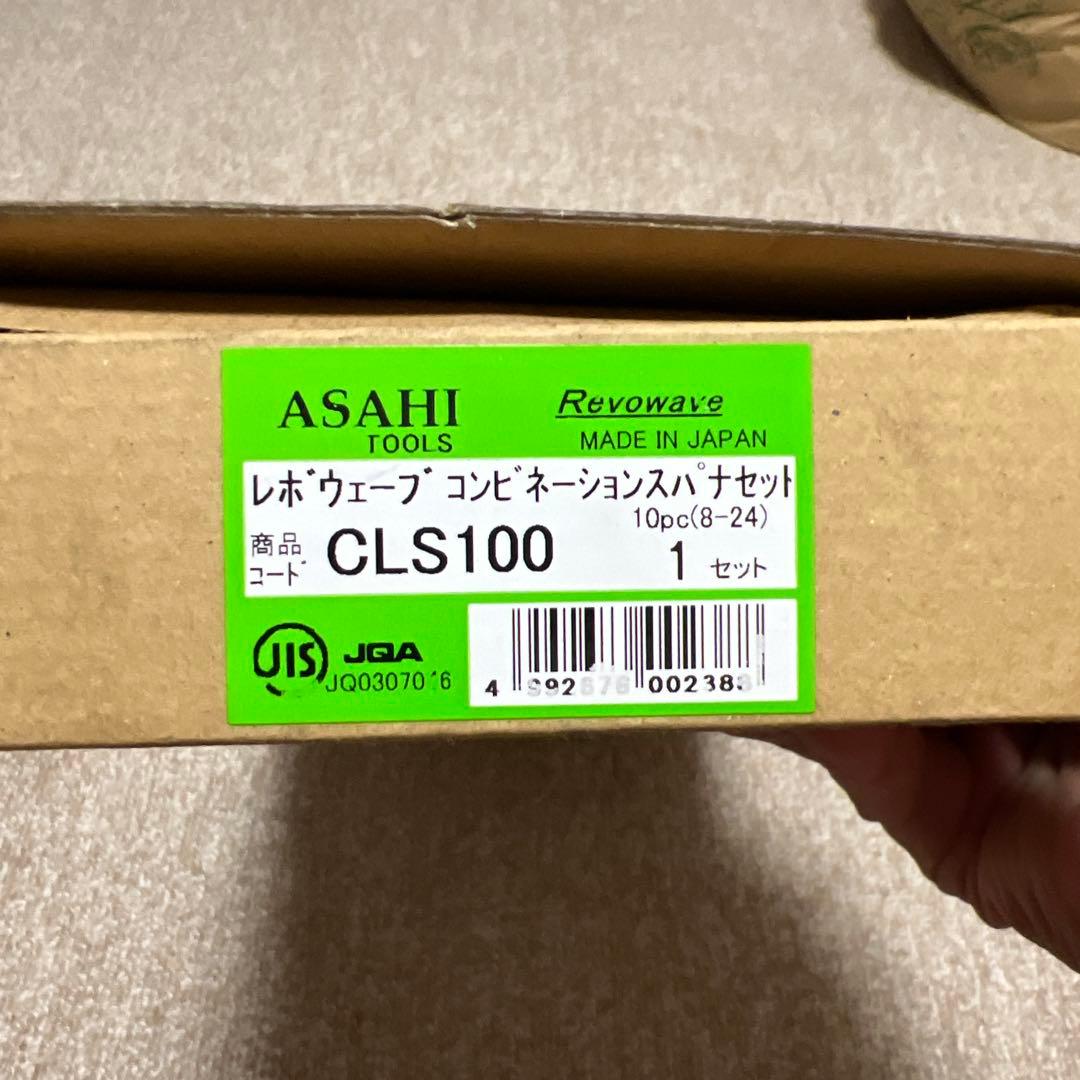 ASAHI
TOOLS
Revowave
MADE IN JAPAN
レボウェーブ コンビネーションスパナセット
10pc(8-24)
商品
コード
CLS100
1 セット
JIS
JQA
4 002383